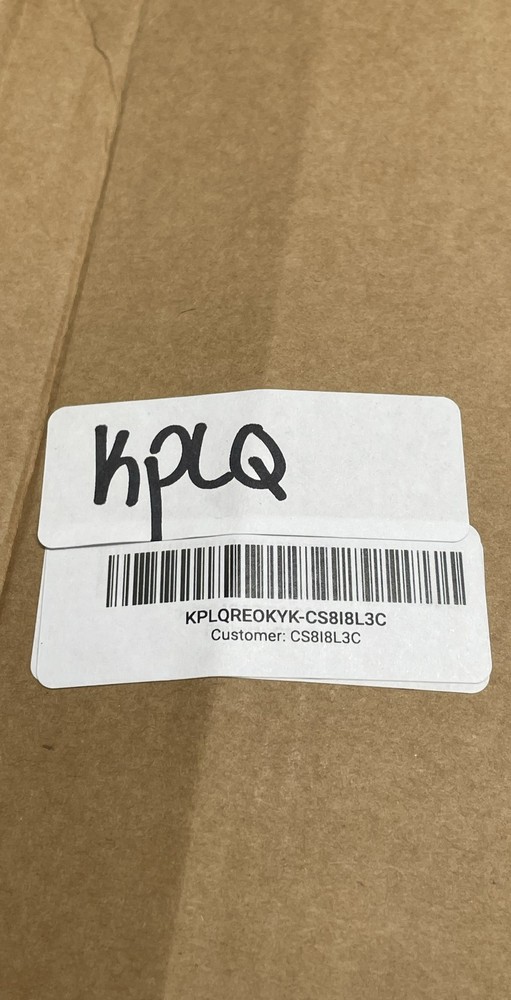 KPLQ
KPLQREOKYK-CS8I8L3C
Customer: CS8I8L3C